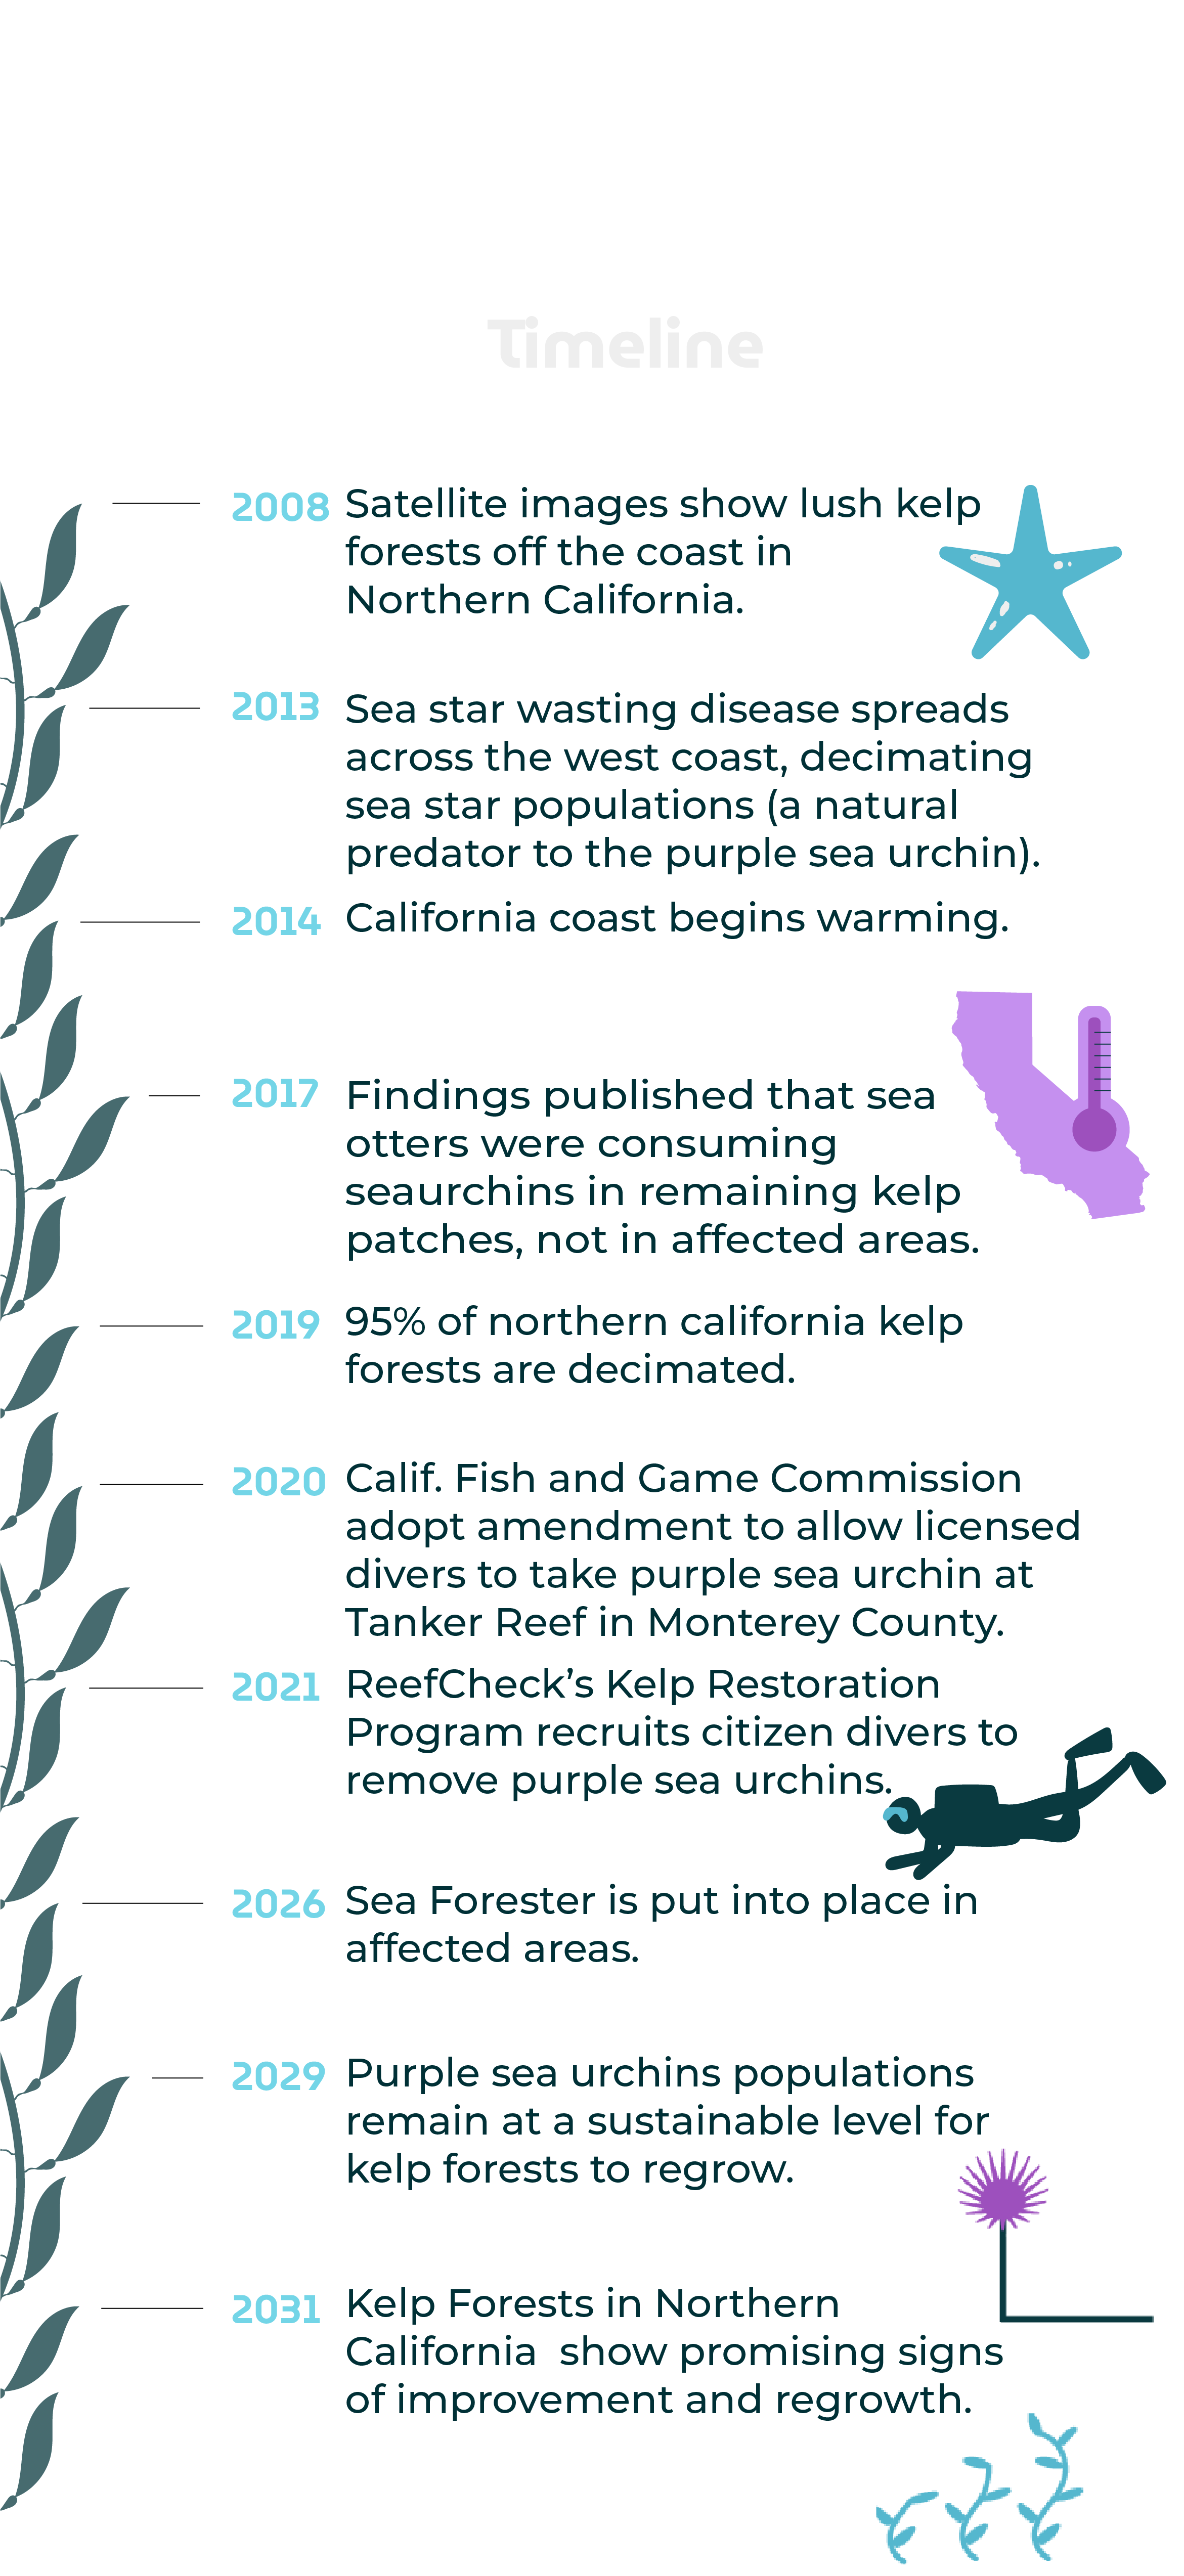 Timeline
2008 Satellite images show lush kelp
forests off the coast in
Northern California.
2013 Sea star wasting disease spreads
across the west coast, decimating
sea star populations (a natural
predator to the purple sea urchin).
2014 California coast begins warming.
2017 Findings published that sea
otters were consuming
seaurchins in remaining kelp
patches, not in affected areas.
2019 95% of northern california kelp
forests are decimated.
2020 Calif. Fish and Game Commission
adopt amendment to allow licensed
divers to take purple sea urchin at
Tanker Reef in Monterey County.
2021 ReefCheck’s Kelp Restoration
Program recruits citizen divers to
remove purple sea urchins.
2026 Sea Forester is put into place in
affected areas.
2029 Purple sea urchins populations
remain at a sustainable level for
kelp forests to regrow.
2031 Kelp Forests in Northern
California  show promising signs
of improvement and regrowth.